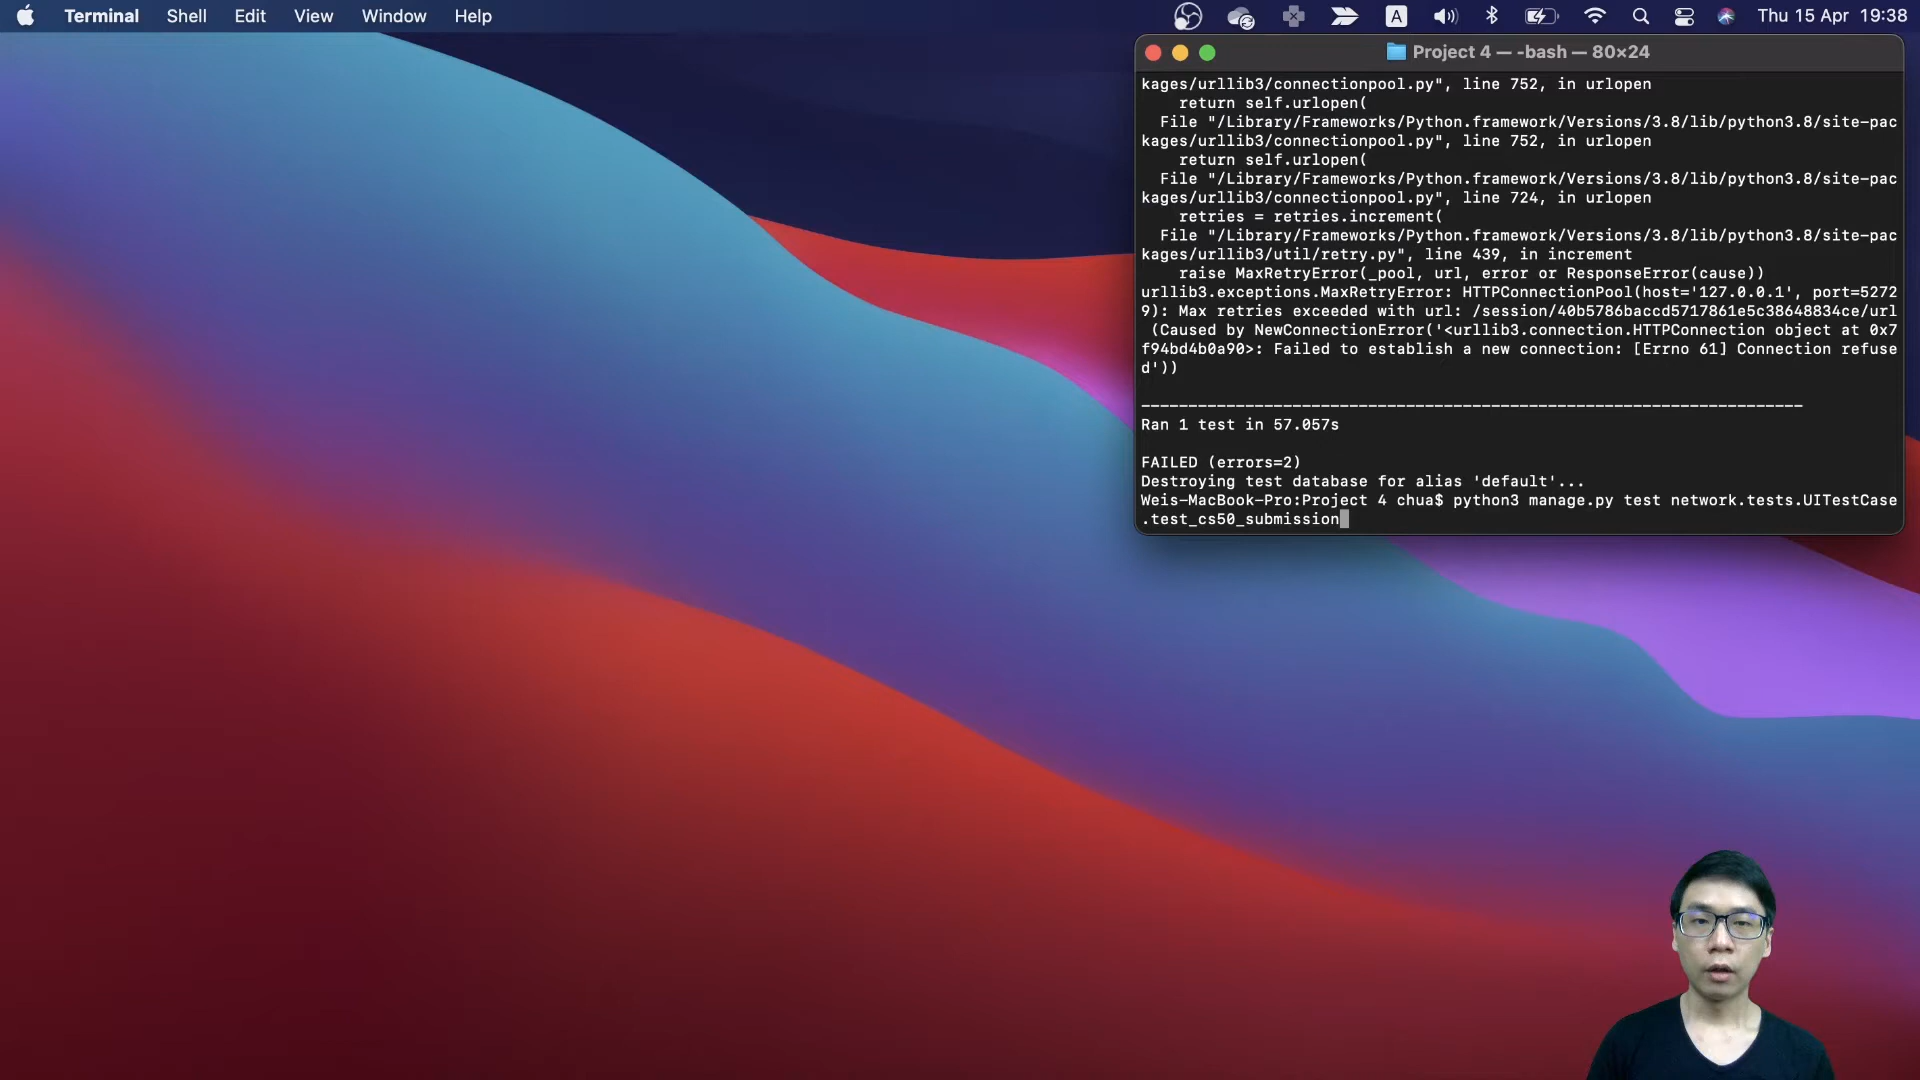 Terminal Shell Edit View Window Help A Thu 15 Apr 19:38
Project 4 — -bash — 80×24
kages/urllib3/connectionpool.py", line 752, in urlopen
return self.urlopen(
File "/Library/Frameworks/Python.framework/Versions/3.8/lib/python3.8/site-pac
kages/urllib3/connectionpool.py", line 752, in urlopen
return self.urlopen(
File "/Library/Frameworks/Python.framework/Versions/3.8/lib/python3.8/site-pac
kages/urllib3/connectionpool.py", line 724, in urlopen
retries = retries.increment(
File "/Library/Frameworks/Python.framework/Versions/3.8/lib/python3.8/site-pac
kages/urllib3/util/retry.py", line 439, in increment
raise MaxRetryError(_pool, url, error or ResponseError(cause))
urllib3.exceptions.MaxRetryError: HTTPConnectionPool(host='127.0.0.1', port=5272
9): Max retries exceeded with url: /session/40b5786baccd5717861e5c38648834ce/url
(Caused by NewConnectionError('<urllib3.connection.HTTPConnection object at 0x7
f94bd4b0a90>: Failed to establish a new connection: [Errno 61] Connection refuse
d'))
----------------------------------------------------------------------
Ran 1 test in 57.057s
FAILED (errors=2)
Destroying test database for alias 'default'...
Weis-MacBook-Pro:Project 4 chua$ python3 manage.py test network.tests.UITestCase
.test_cs50_submission